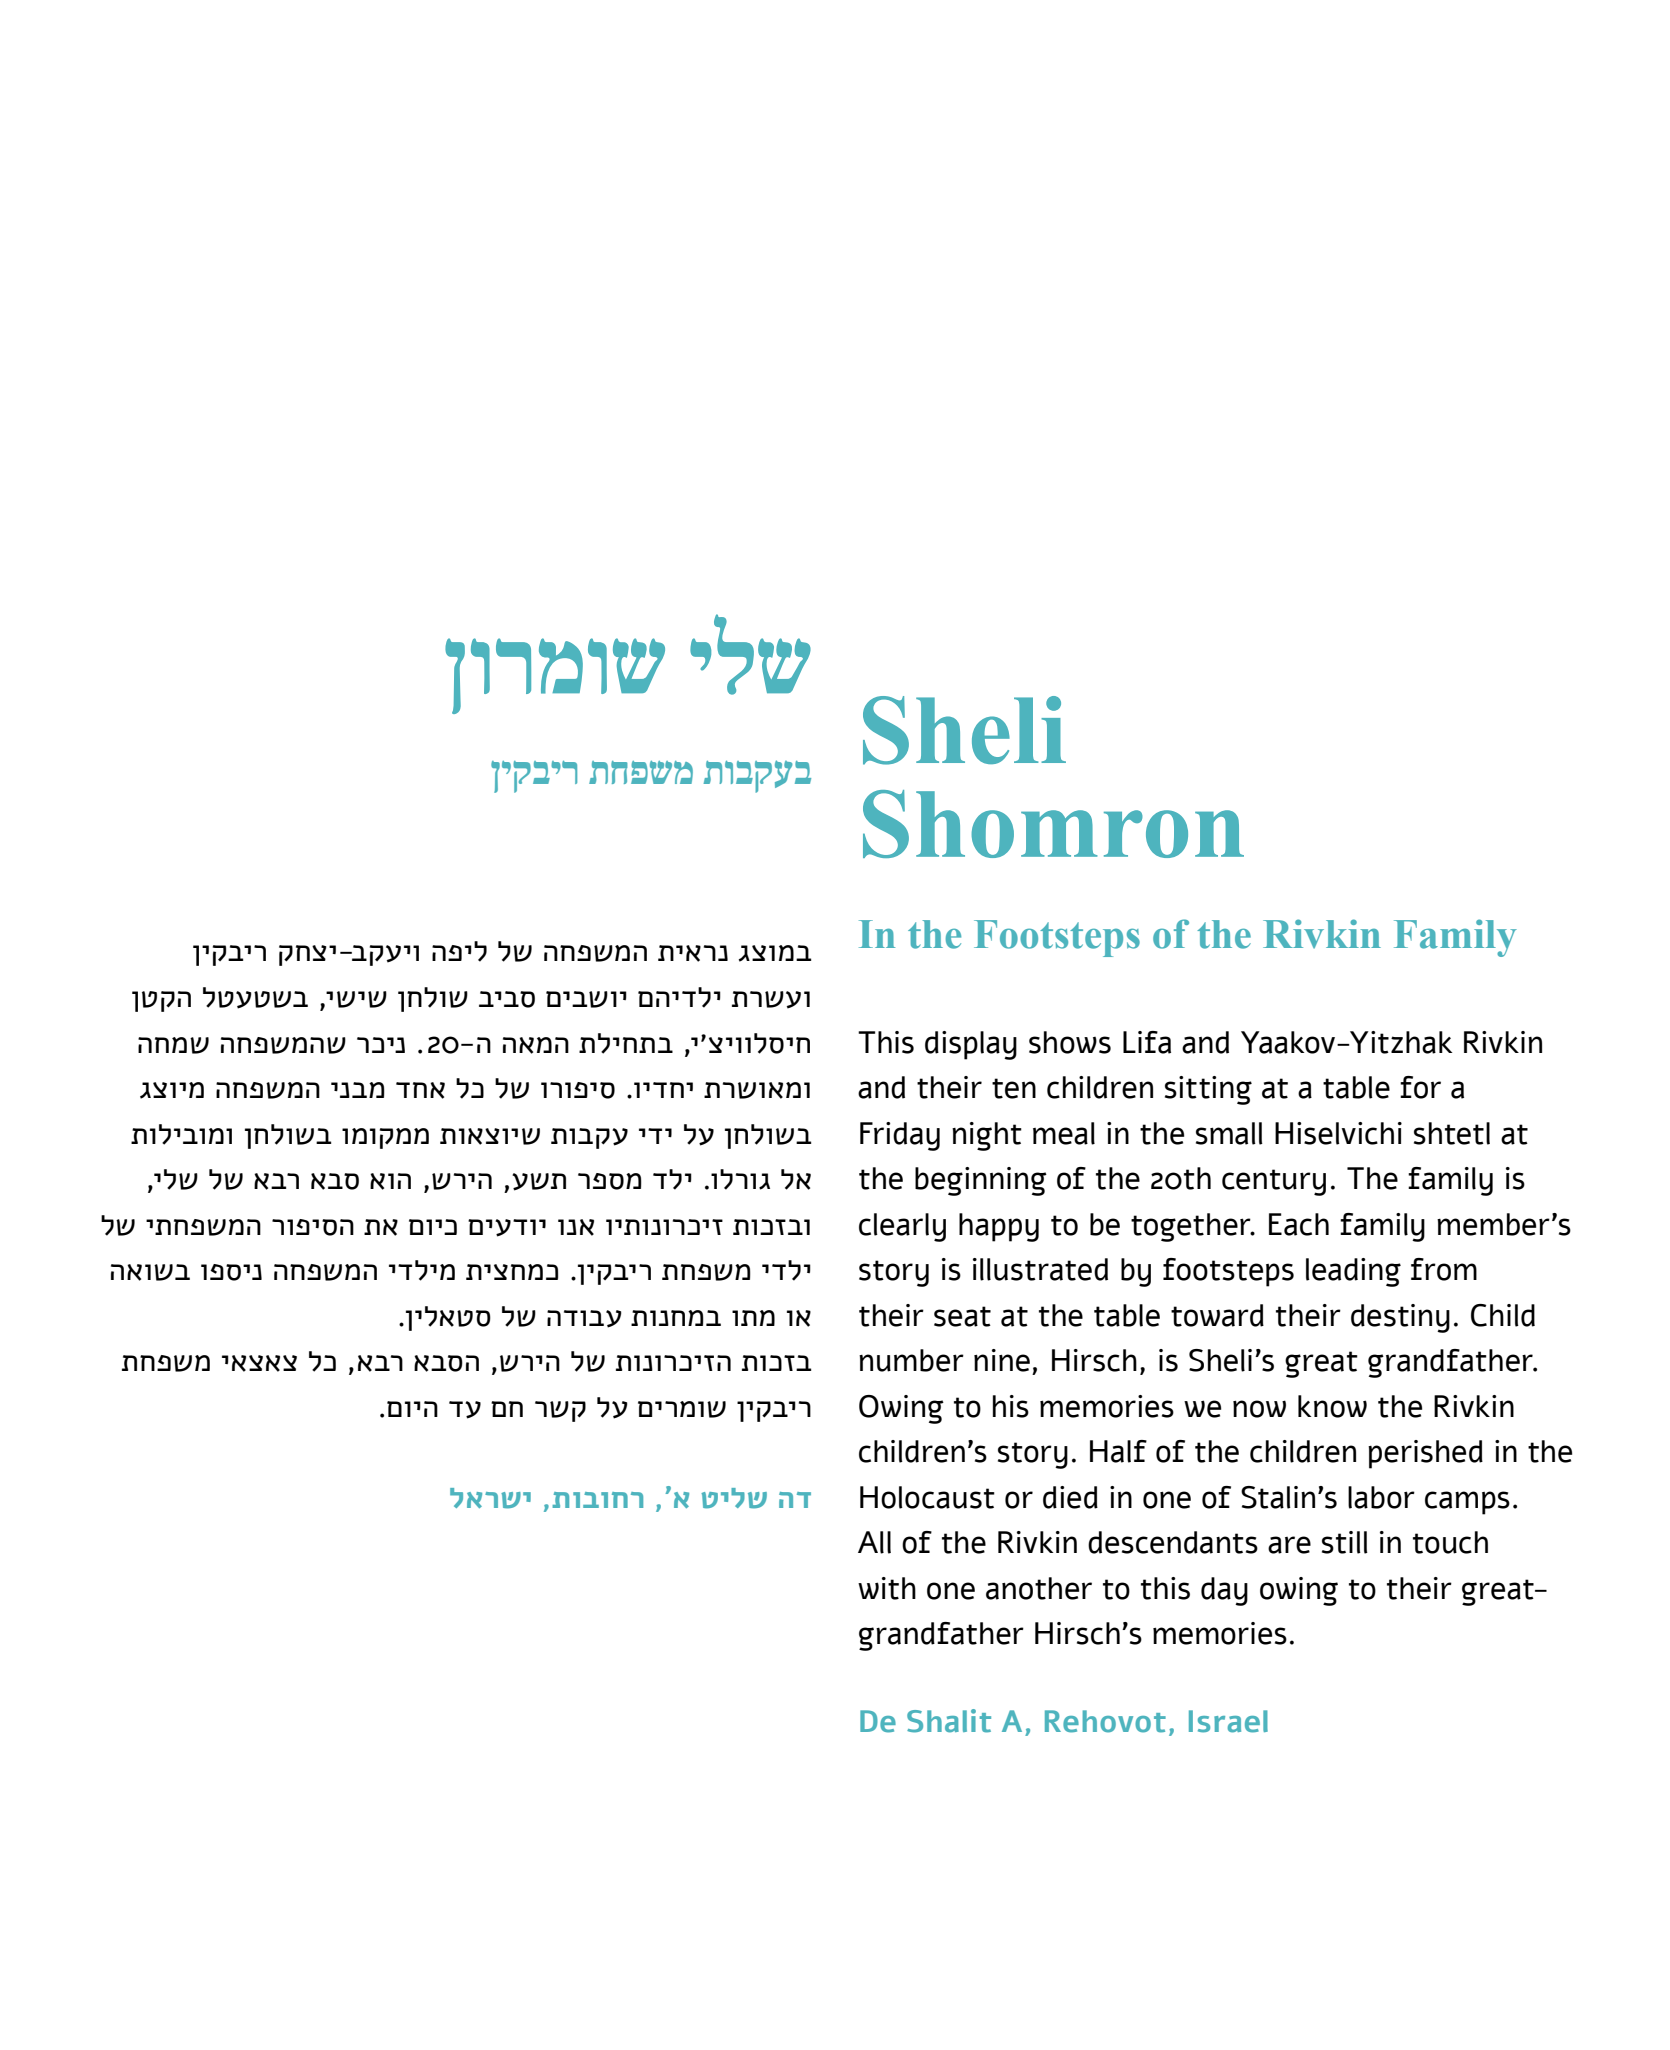 שלי שומרון
בעקבות משפחת ריבקין
במוצג נראית המשפחה של ליפה ויעקב-יצחק ריבקין
ועשרת ילדיהם יושבים סביב שולחן שישי, בשטעטל הקטן
חיסלוויצ'י, בתחילת המאה ה-20. ניכר שהמשפחה שמחה
ומאושרת יחדיו. סיפורו של כל אחד מבני המשפחה מיוצג
בשולחן על ידי עקבות שיוצאות ממקומו בשולחן ומובילות
אל גורלו. ילד מספר תשע, הירש, הוא סבא רבא של שלי,
ובזכות זיכרונותיו אנו יודעים כיום את הסיפור המשפחתי של
ילדי משפחת ריבקין. כמחצית מילדי המשפחה ניספו בשואה
או מתו במחנות עבודה של סטאלין.
בזכות הזיכרונות של הירש, הסבא רבא, כל צאצאי משפחת
ריבקין שומרים על קשר חם עד היום.
דה שליט א', רחובות, ישראל
Sheli
Shomron
In the Footsteps of the Rivkin Family
This display shows Lifa and Yaakov-Yitzhak Rivkin
and their ten children sitting at a table for a
Friday night meal in the small Hiselvichi shtetl at
the beginning of the 20th century. The family is
clearly happy to be together. Each family member's
story is illustrated by footsteps leading from
their seat at the table toward their destiny. Child
number nine, Hirsch, is Sheli's great grandfather.
Owing to his memories we now know the Rivkin
children's story. Half of the children perished in the
Holocaust or died in one of Stalin's labor camps.
All of the Rivkin descendants are still in touch
with one another to this day owing to their great-
grandfather Hirsch's memories.
De Shalit A, Rehovot, Israel